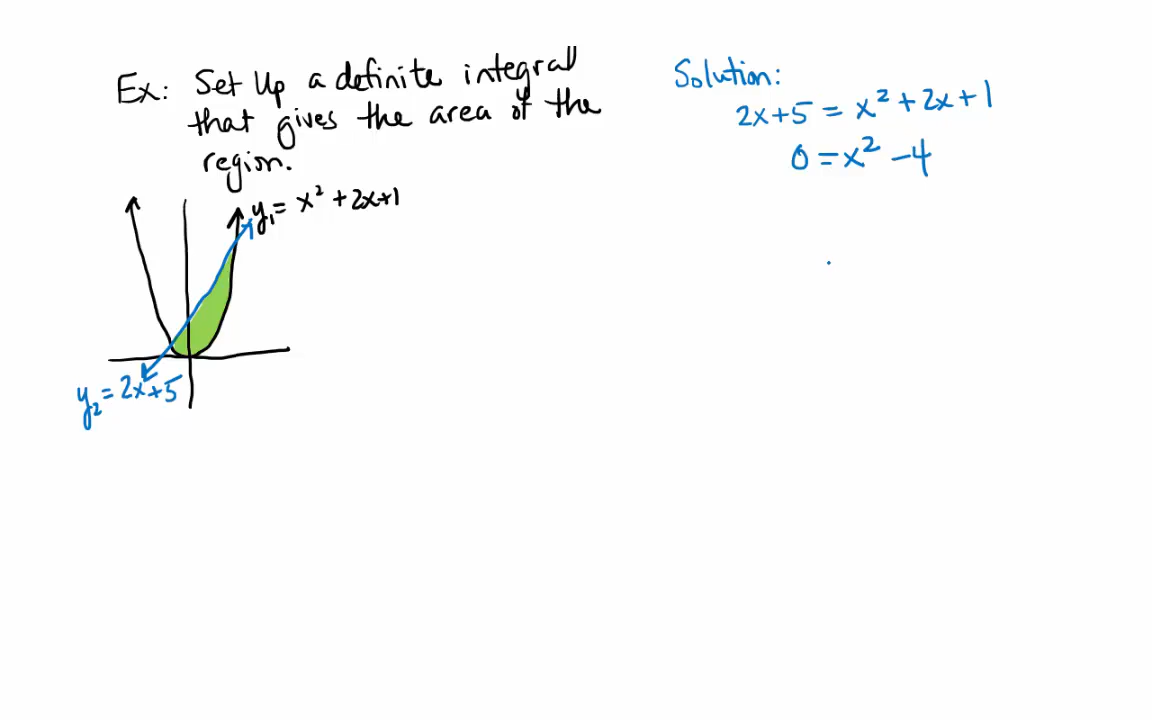 Ex: Set Up a definite integral
that gives the area of the
region.
y₁ = x² + 2x+1
y₂ = 2x+5
Solution:
2x+5 = x² + 2x + 1
0 = x² - 4